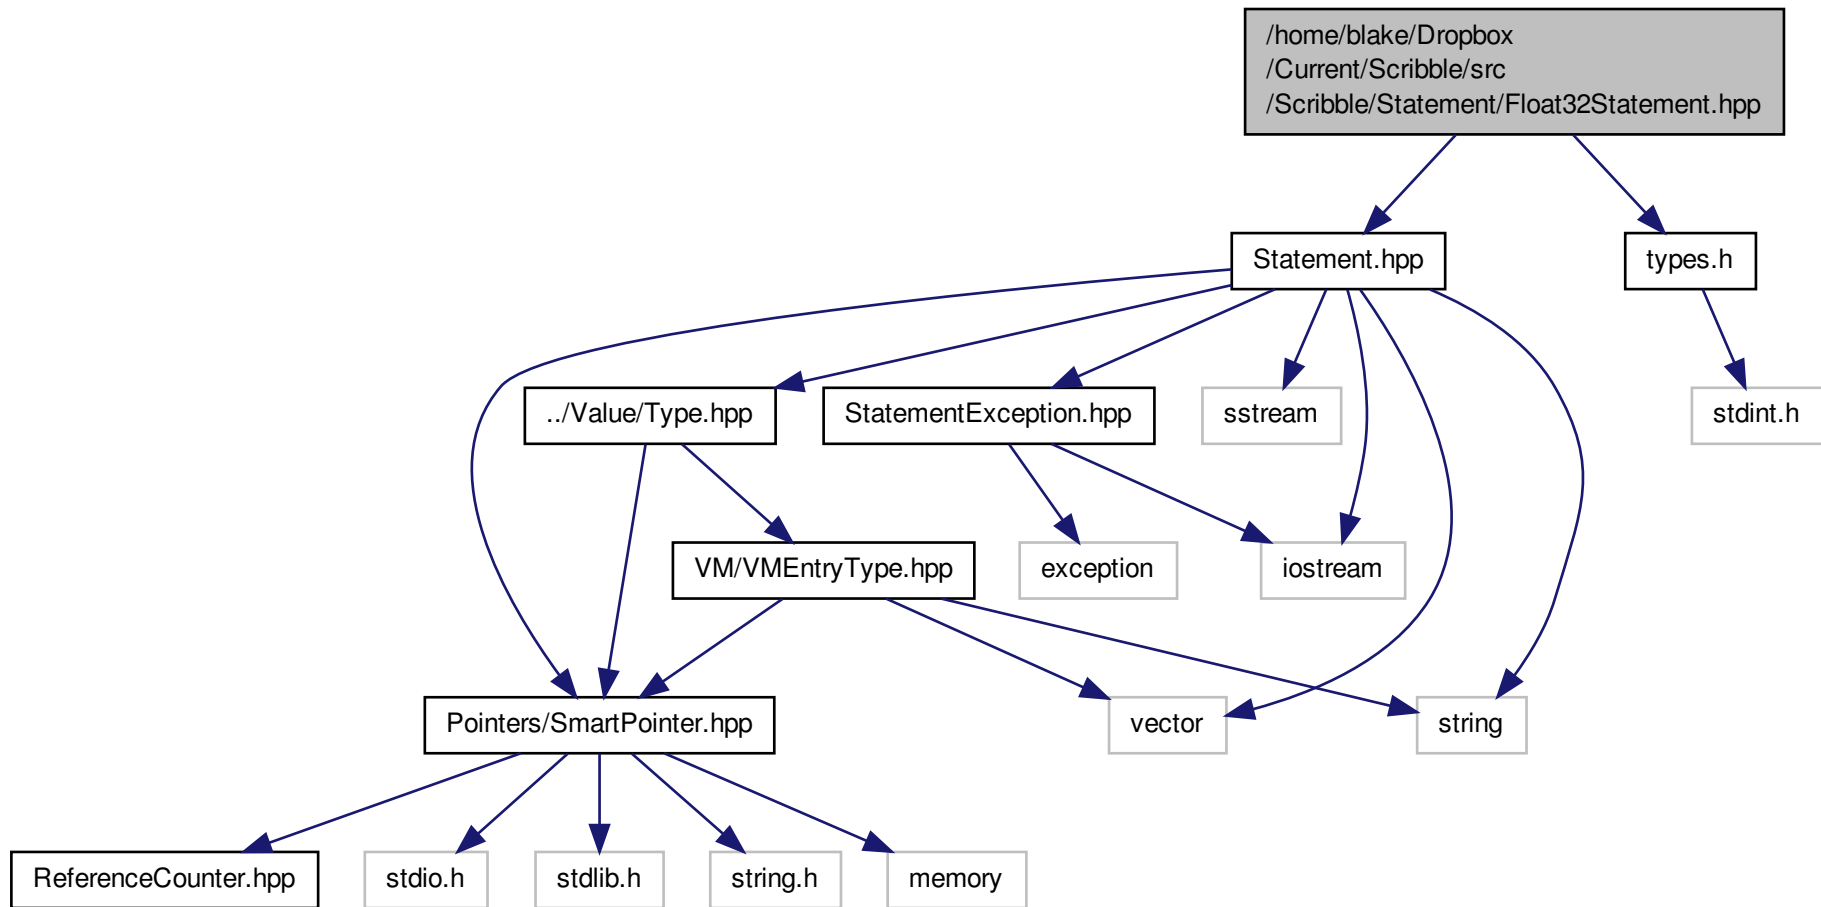 /home/blake/Dropbox
/Current/Scribble/src
/Scribble/Statement/Float32Statement.hpp
Statement.hpp
types.h
../Value/Type.hpp
StatementException.hpp
sstream
stdint.h
VM/VMEntryType.hpp
exception
iostream
Pointers/SmartPointer.hpp
vector
string
ReferenceCounter.hpp
stdio.h
stdlib.h
string.h
memory